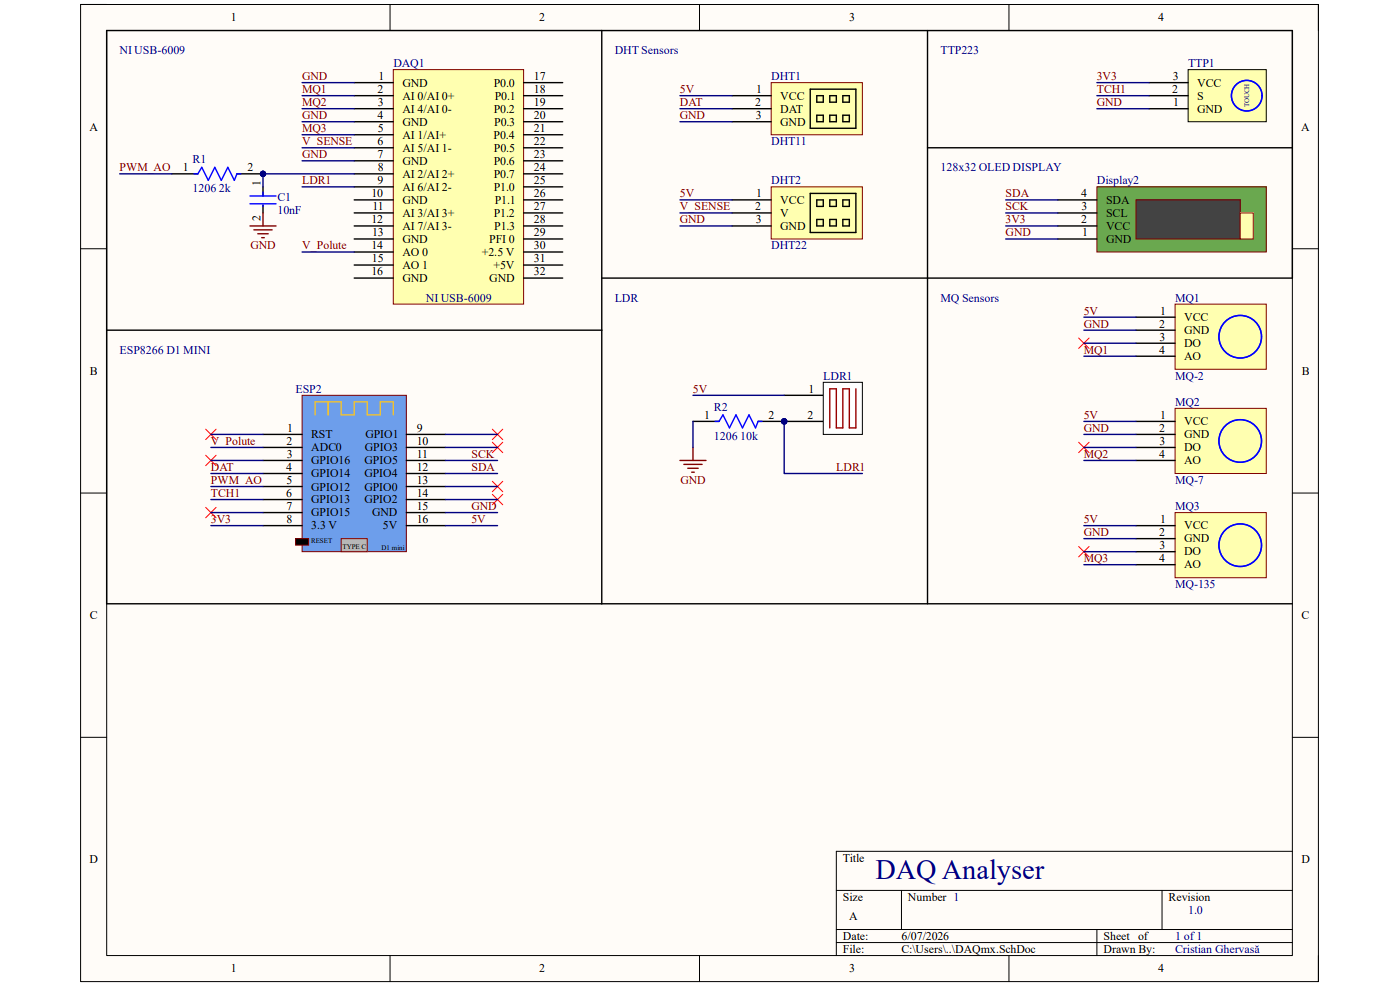 1 2 3 4
NI USB-6009
DAQ1
GND 1 GND P0.0 17
MQ1 2 AI 0/AI 0+ P0.1 18
MQ2 3 AI 4/AI 0- P0.2 19
GND 4 GND P0.3 20
MQ3 5 AI 1/AI+ P0.4 21
V_SENSE 6 AI 5/AI 1- P0.5 22
GND 7 GND P0.6 23
8 AI 2/AI 2+ P0.7 24
LDR1 9 AI 6/AI 2- P1.0 25
10 GND P1.1 26
11 AI 3/AI 3+ P1.2 27
12 AI 7/AI 3- P1.3 28
13 GND PFI 0 29
V_Polute 14 AO 0 +2.5 V 30
15 AO 1 +5V 31
16 GND GND 32
NI USB-6009
PWM_AO 1 R1 2
1206 2k
1 C1
10nF
2
GND
A
DHT Sensors
DHT1
5V 1 VCC
DAT 2 DAT
GND 3 GND
DHT11
DHT2
5V 1 VCC
V_SENSE 2 V
GND 3 GND
DHT22
TTP223
TTP1
3V3 3 VCC
TCH1 2 S
GND 1 GND
TOUCH
A
128x32 OLED DISPLAY
Display2
SDA 4 SDA
SCK 3 SCL
3V3 2 VCC
GND 1 GND
ESP8266 D1 MINI
ESP2
1 RST GPIO1 9
V_Polute 2 ADC0 GPIO3 10
3 GPIO16 GPIO5 11 SCK
DAT 4 GPIO14 GPIO4 12 SDA
PWM_AO 5 GPIO12 GPIO0 13
TCH1 6 GPIO13 GPIO2 14
7 GPIO15 GND 15 GND
3V3 8 3.3 V 5V 16 5V
RESET
TYPE C
D1 mini
B
LDR
LDR1
5V 1
1 R2 2 2
1206 10k
GND
LDR1
MQ Sensors
MQ1
5V 1 VCC
GND 2 GND
3 DO
MQ1 4 AO
MQ-2
MQ2
5V 1 VCC
GND 2 GND
3 DO
MQ2 4 AO
MQ-7
MQ3
5V 1 VCC
GND 2 GND
3 DO
MQ3 4 AO
MQ-135
B
C C
D D
Title DAQ Analyser
Size A
Number 1
Revision 1.0
Date: 6/07/2026 Sheet of 1 of 1
File: C:\Users\..\DAQmx.SchDoc Drawn By: Cristian Ghervasă
1 2 3 4